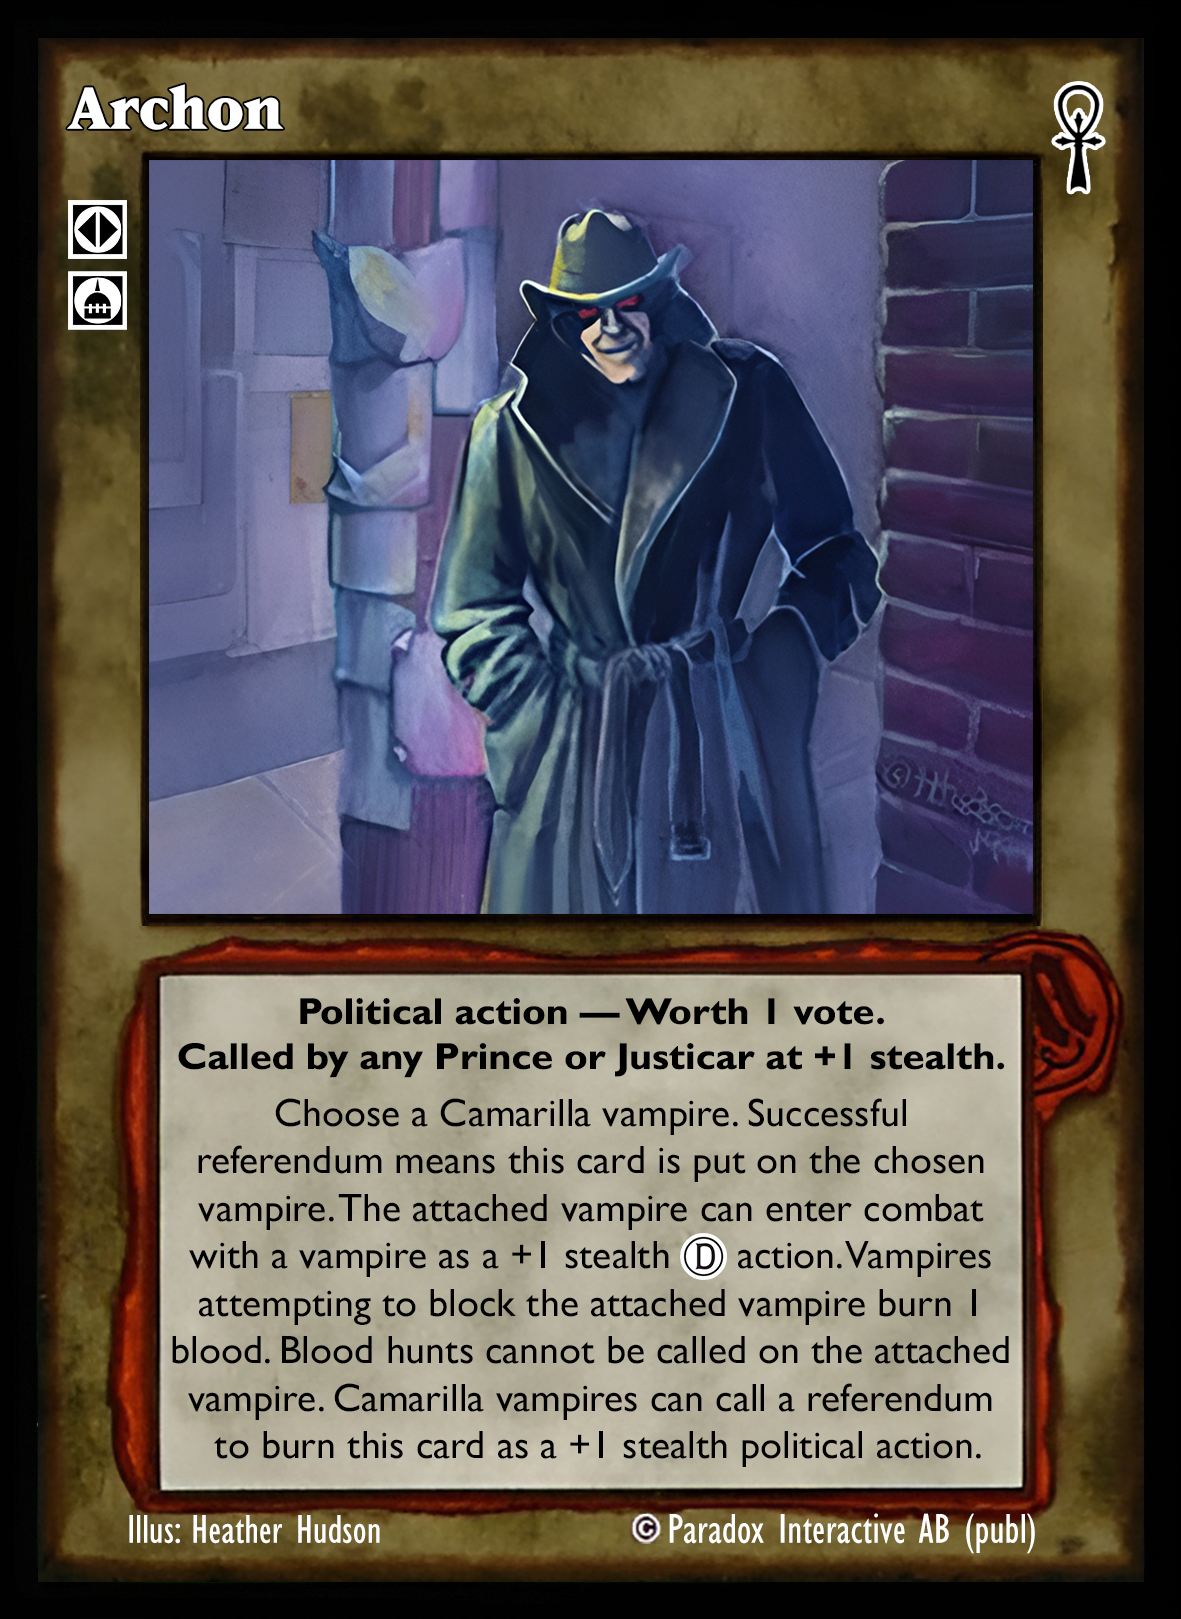 Archon
Political action — Worth 1 vote.
Called by any Prince or Justicar at +1 stealth.
Choose a Camarilla vampire. Successful
referendum means this card is put on the chosen
vampire. The attached vampire can enter combat
with a vampire as a +1 stealth Ⓓ action. Vampires
attempting to block the attached vampire burn 1
blood. Blood hunts cannot be called on the attached
vampire. Camarilla vampires can call a referendum
to burn this card as a +1 stealth political action.
Illus: Heather Hudson
© Paradox Interactive AB (publ)